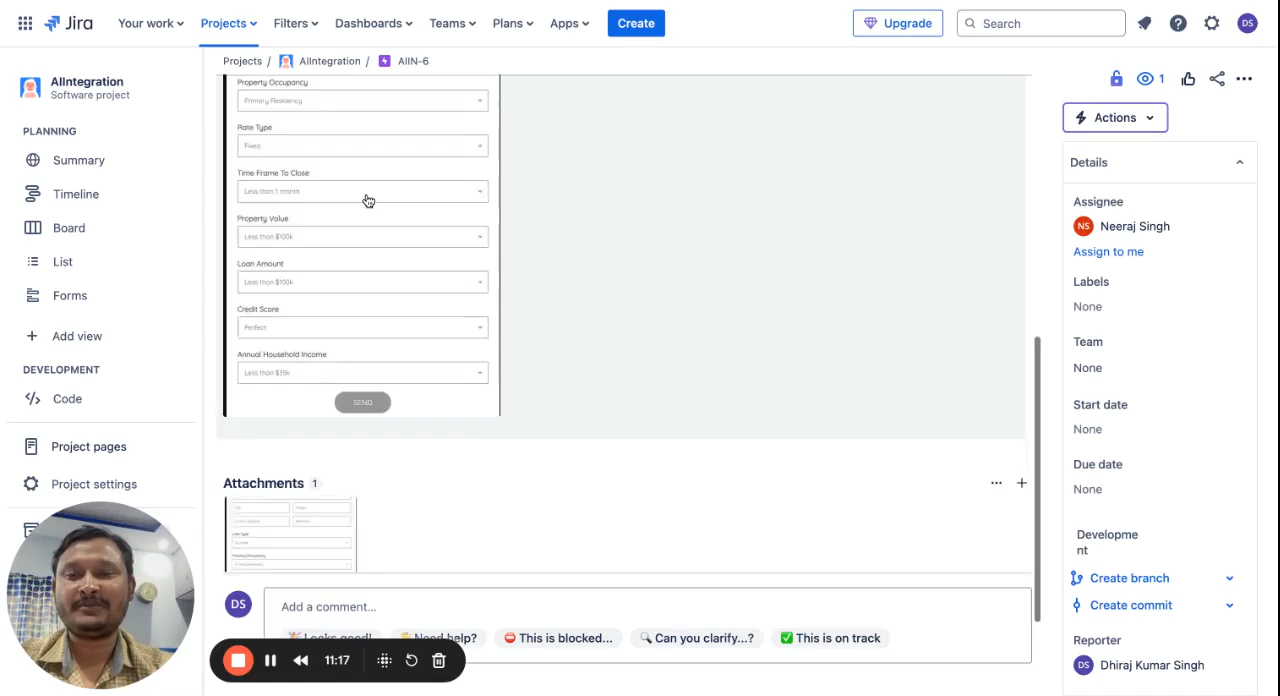 Jira
Your work
Projects
Filters
Dashboards
Teams
Plans
Apps
Create
Upgrade
Search
DS
AIIntegration
Software project
PLANNING
Summary
Timeline
Board
List
Forms
Add view
DEVELOPMENT
Code
Project pages
Project settings
Projects / AIIntegration / AIIN-6
Property Occupancy
Primary Residency
Rate Type
Fixed
Time Frame To Close
Less than 1 month
Property Value
Less than $100k
Loan Amount
Less than $100k
Credit Score
Perfect
Annual Household Income
Less than $35k
SEND
Attachments 1
DS
Add a comment...
Looks good!
Need help?
This is blocked...
Can you clarify...?
This is on track
11:17
1
Actions
Details
Assignee
NS Neeraj Singh
Assign to me
Labels
None
Team
None
Start date
None
Due date
None
Developme
nt
Create branch
Create commit
Reporter
DS Dhiraj Kumar Singh